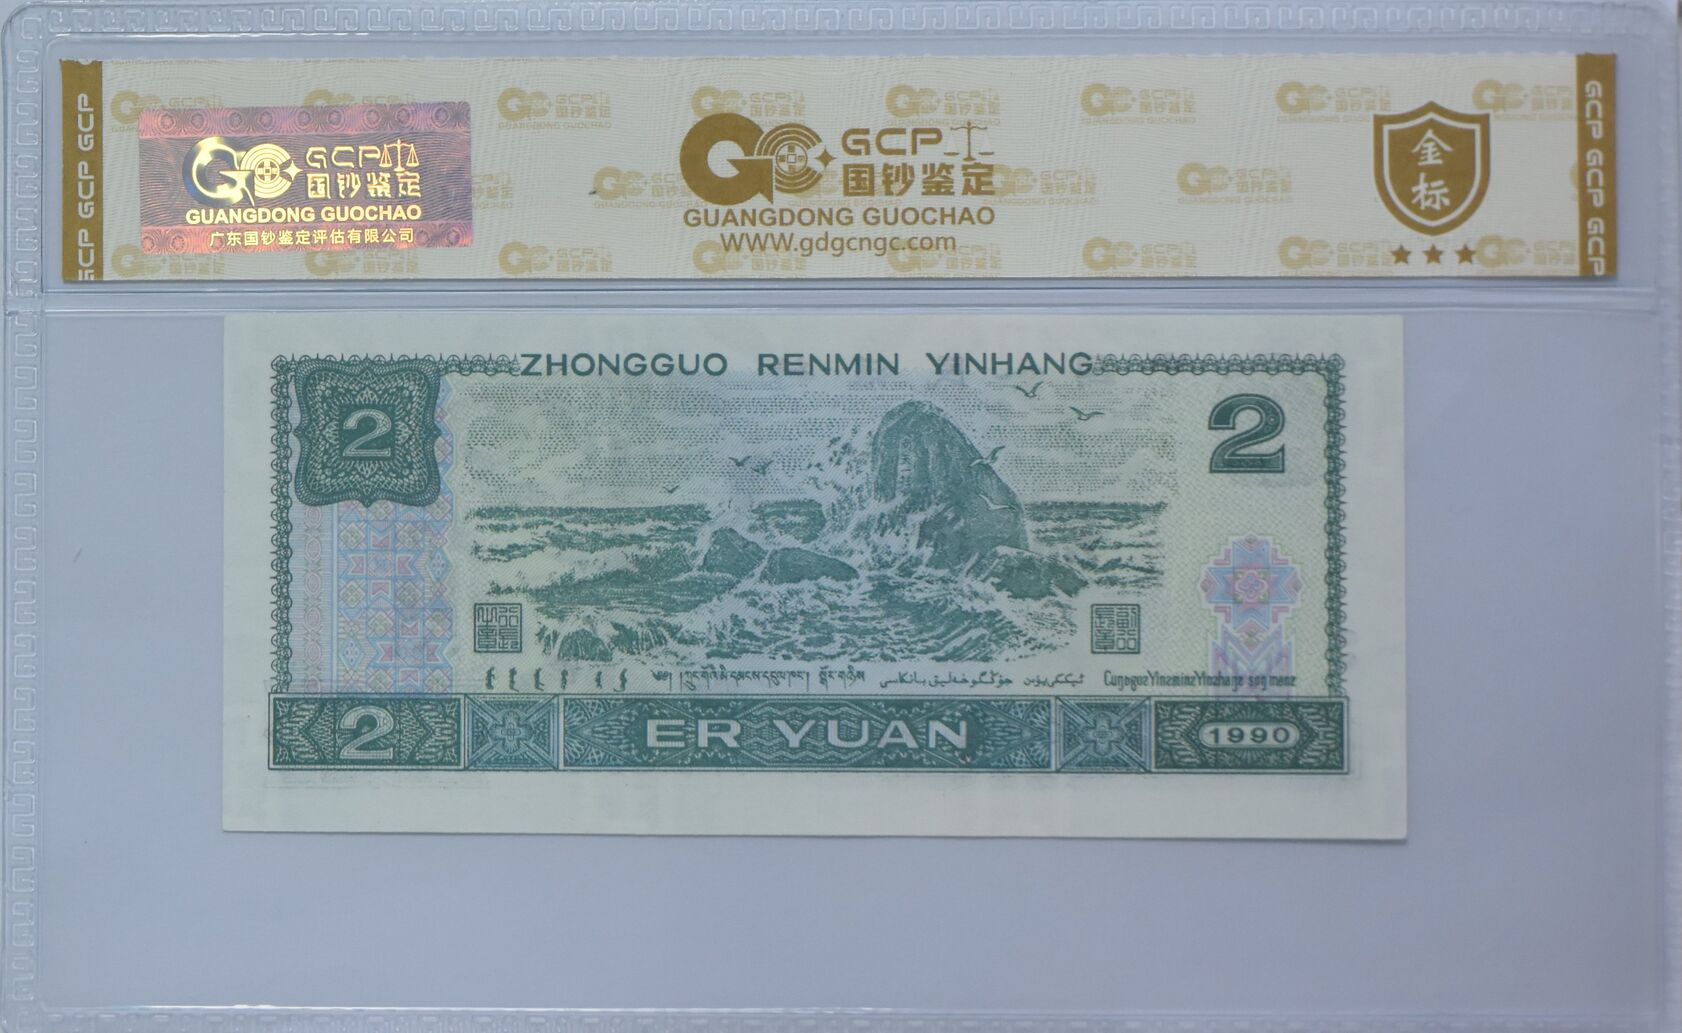 GCP GCP GCP
GCP 国钞鉴定
GUANGDONG GUOCHAO
广东国钞鉴定评估有限公司
GCP
国钞鉴定
GUANGDONG GUOCHAO
WWW.gdgcngc.com
金标
GCP GCP GCP
ZHONGGUO RENMIN YINHANG
2
2
2
ER YUAN
1990